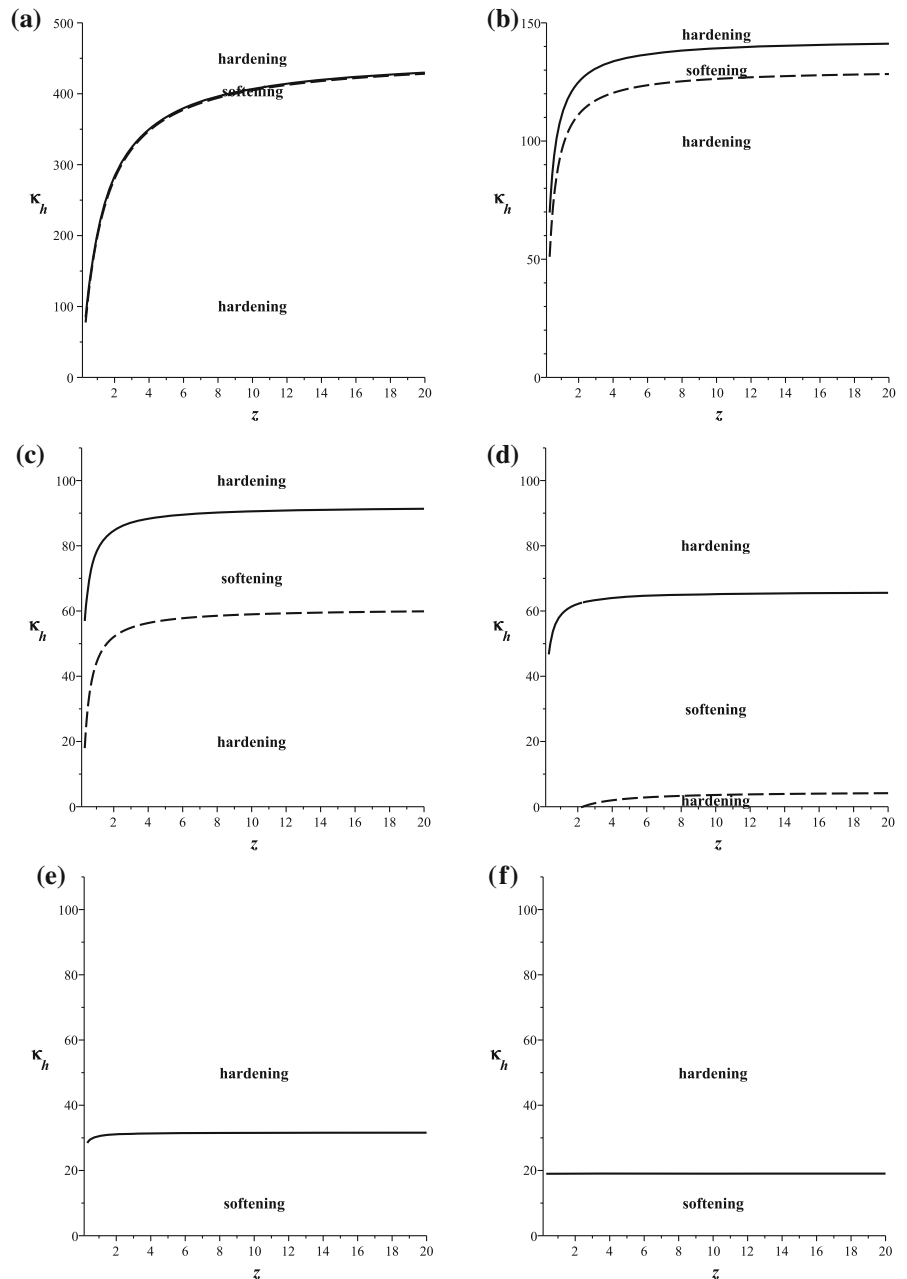 (a)
500
400
300
200
100
0
κh
hardening
softening
hardening
2 4 6 8 10 12 14 16 18 20
z
(b)
150
100
50
0
κh
hardening
softening
hardening
2 4 6 8 10 12 14 16 18 20
z
(c)
100
80
60
40
20
0
κh
hardening
softening
hardening
2 4 6 8 10 12 14 16 18 20
z
(d)
100
80
60
40
20
0
κh
hardening
softening
hardening
2 4 6 8 10 12 14 16 18 20
z
(e)
100
80
60
40
20
0
κh
hardening
softening
2 4 6 8 10 12 14 16 18 20
z
(f)
100
80
60
40
20
0
κh
hardening
softening
2 4 6 8 10 12 14 16 18 20
z